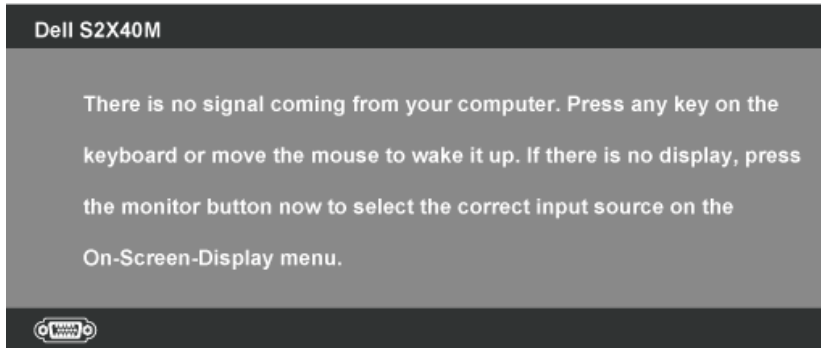 Dell S2X40M
There is no signal coming from your computer. Press any key on the
keyboard or move the mouse to wake it up. If there is no display, press
the monitor button now to select the correct input source on the
On-Screen-Display menu.